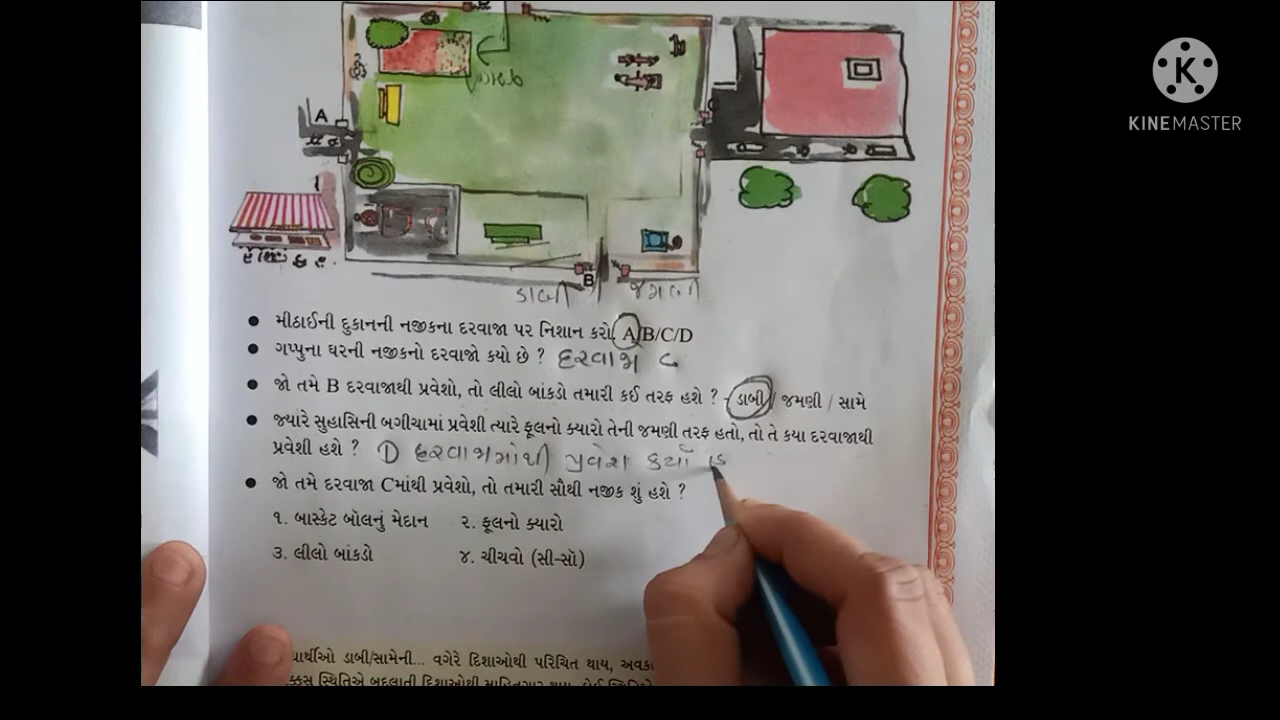 K
KINEMASTER
A
C
B
ડાબી
જમણી
મીઠાઈની દુકાનની નજીકના દરવાજા પર નિશાન કરો. A/B/C/D
ગપ્પુના ઘરની નજીકનો દરવાજો કયો છે ? દરવાજા C
જો તમે B દરવાજાથી પ્રવેશો, તો લીલો બાંકડો તમારી કઈ તરફ હશે ? - ડાબી / જમણી / સામે
જ્યારે સુહાસિની બગીચામાં પ્રવેશી ત્યારે ફૂલનો ક્યારો તેની જમણી તરફ હતો, તો તે કયા દરવાજાથી
પ્રવેશી હશે ? D દરવાજામાંથી પ્રવેશ કર્યો
જો તમે દરવાજા Cમાંથી પ્રવેશો, તો તમારી સૌથી નજીક શું હશે ?
૧. બાસ્કેટ બૉલનું મેદાન ૨. ફૂલનો ક્યારો
૩. લીલો બાંકડો ૪. ચીચવો (સી-સૉ)
ડાબી/સામેની... વગેરે દિશાઓથી પરિચિત થાય,
સ્થિતિએ બદલાતી દિશાઓથી